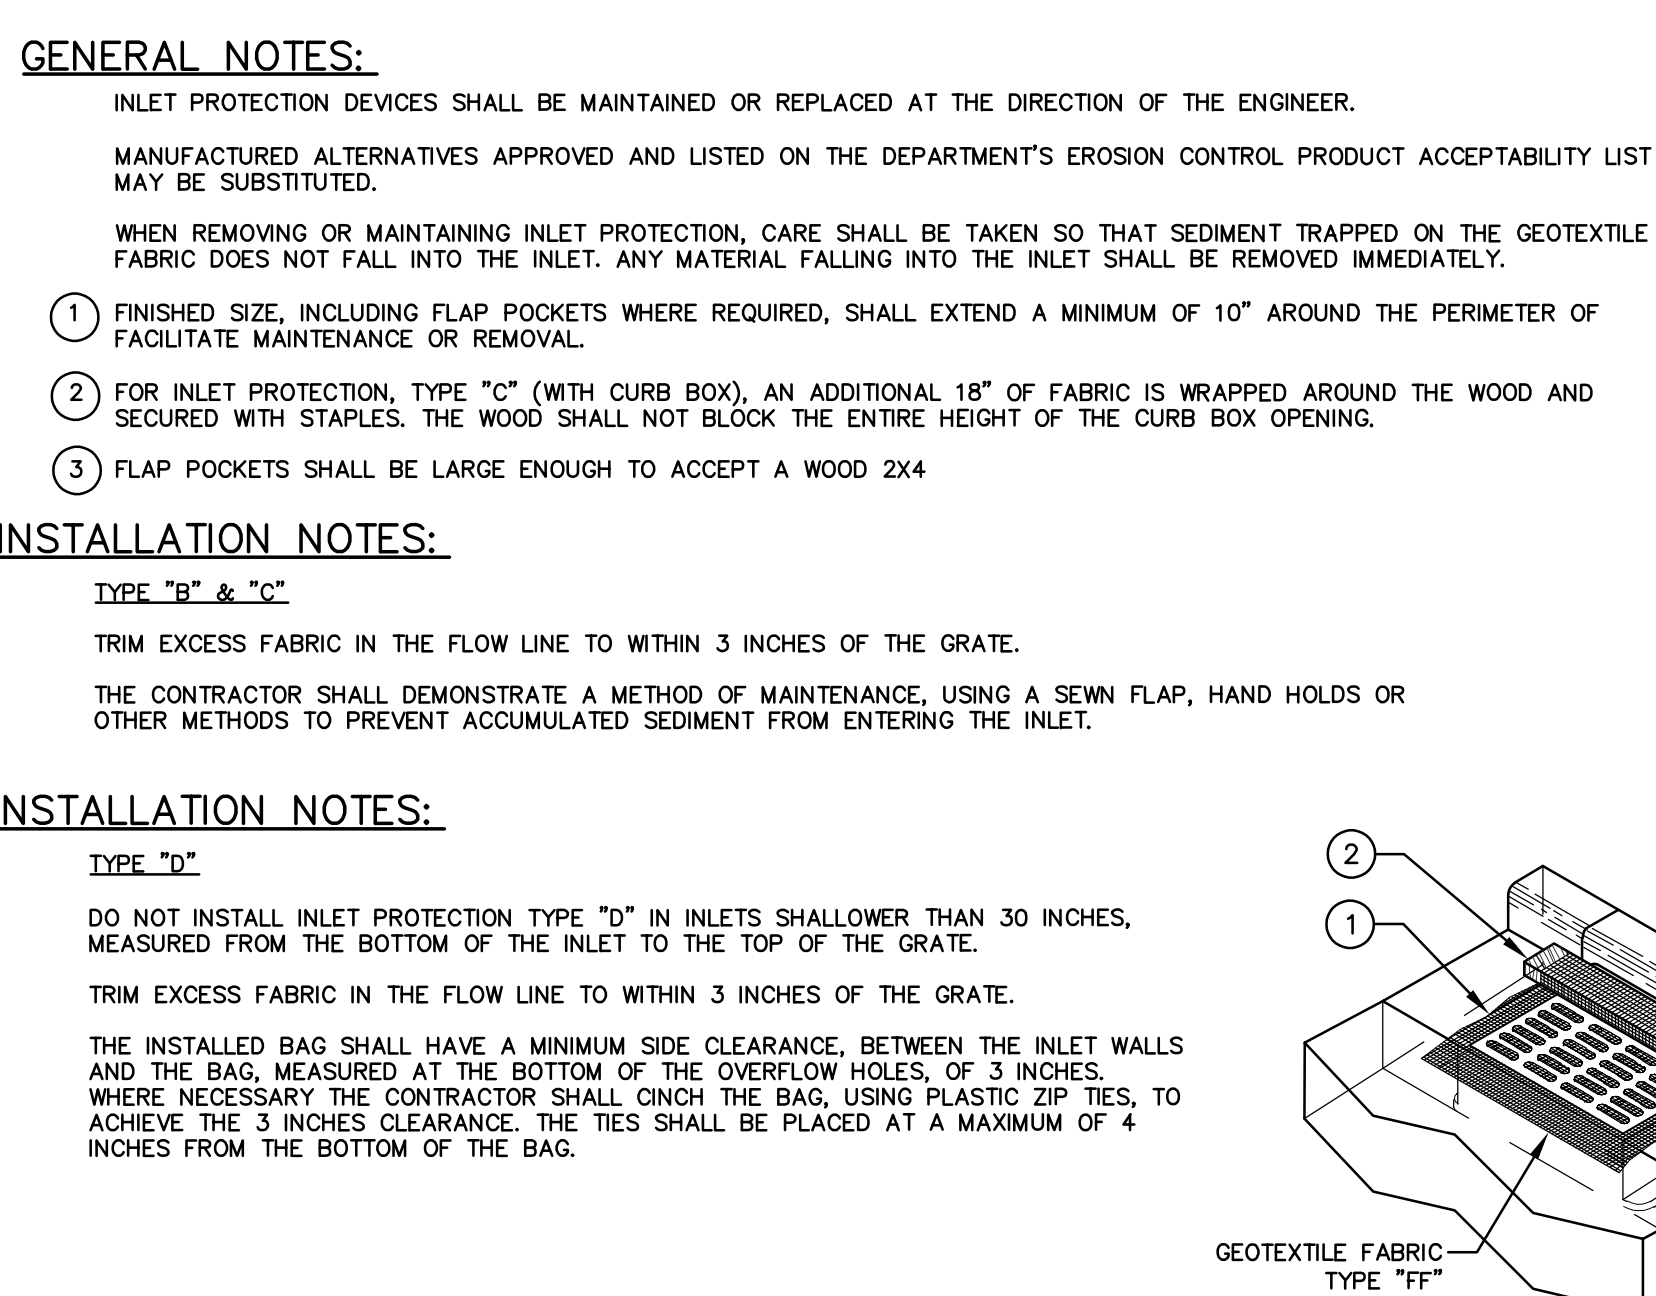 GENERAL NOTES:
INLET PROTECTION DEVICES SHALL BE MAINTAINED OR REPLACED AT THE DIRECTION OF THE ENGINEER.
MANUFACTURED ALTERNATIVES APPROVED AND LISTED ON THE DEPARTMENT'S EROSION CONTROL PRODUCT ACCEPTABILITY LIST
MAY BE SUBSTITUTED.
WHEN REMOVING OR MAINTAINING INLET PROTECTION, CARE SHALL BE TAKEN SO THAT SEDIMENT TRAPPED ON THE GEOTEXTILE
FABRIC DOES NOT FALL INTO THE INLET. ANY MATERIAL FALLING INTO THE INLET SHALL BE REMOVED IMMEDIATELY.
1 FINISHED SIZE, INCLUDING FLAP POCKETS WHERE REQUIRED, SHALL EXTEND A MINIMUM OF 10" AROUND THE PERIMETER OF
FACILITATE MAINTENANCE OR REMOVAL.
2 FOR INLET PROTECTION, TYPE "C" (WITH CURB BOX), AN ADDITIONAL 18" OF FABRIC IS WRAPPED AROUND THE WOOD AND
SECURED WITH STAPLES. THE WOOD SHALL NOT BLOCK THE ENTIRE HEIGHT OF THE CURB BOX OPENING.
3 FLAP POCKETS SHALL BE LARGE ENOUGH TO ACCEPT A WOOD 2X4
INSTALLATION NOTES:
TYPE "B" & "C"
TRIM EXCESS FABRIC IN THE FLOW LINE TO WITHIN 3 INCHES OF THE GRATE.
THE CONTRACTOR SHALL DEMONSTRATE A METHOD OF MAINTENANCE, USING A SEWN FLAP, HAND HOLDS OR
OTHER METHODS TO PREVENT ACCUMULATED SEDIMENT FROM ENTERING THE INLET.
NSTALLATION NOTES:
TYPE "D"
DO NOT INSTALL INLET PROTECTION TYPE "D" IN INLETS SHALLOWER THAN 30 INCHES,
MEASURED FROM THE BOTTOM OF THE INLET TO THE TOP OF THE GRATE.
TRIM EXCESS FABRIC IN THE FLOW LINE TO WITHIN 3 INCHES OF THE GRATE.
THE INSTALLED BAG SHALL HAVE A MINIMUM SIDE CLEARANCE, BETWEEN THE INLET WALLS
AND THE BAG, MEASURED AT THE BOTTOM OF THE OVERFLOW HOLES, OF 3 INCHES.
WHERE NECESSARY THE CONTRACTOR SHALL CINCH THE BAG, USING PLASTIC ZIP TIES, TO
ACHIEVE THE 3 INCHES CLEARANCE. THE TIES SHALL BE PLACED AT A MAXIMUM OF 4
INCHES FROM THE BOTTOM OF THE BAG.
2
1
GEOTEXTILE FABRIC
TYPE "FF"